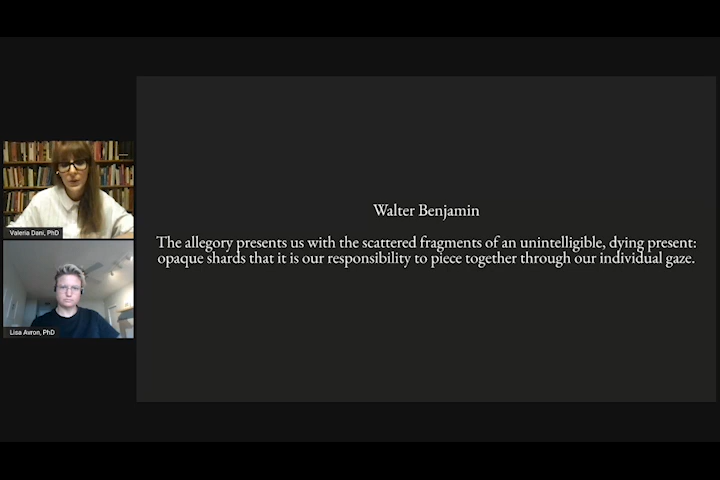 Valeria Dani, PhD
Lisa Avron, PhD
Walter Benjamin
The allegory presents us with the scattered fragments of an unintelligible, dying present:
opaque shards that it is our responsibility to piece together through our individual gaze.